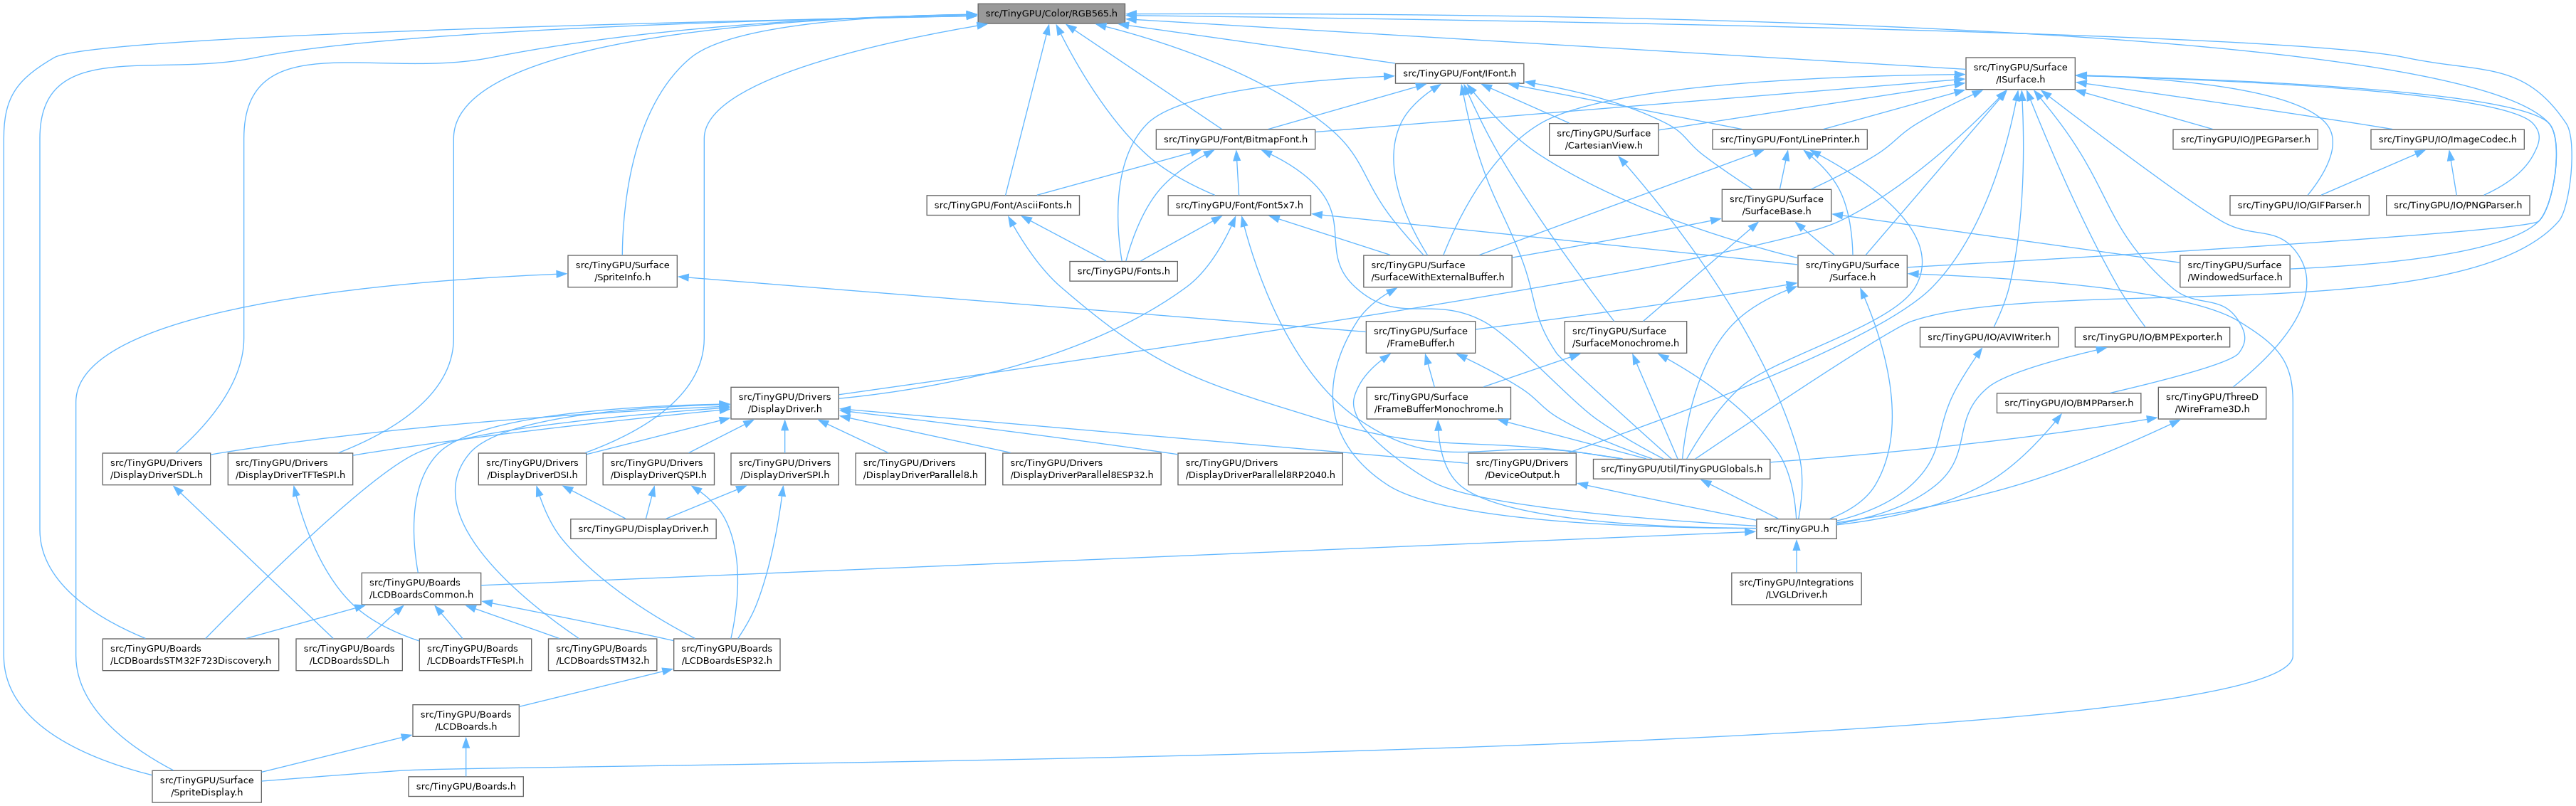 src/TinyGPU/Color/RGB565.h
src/TinyGPU/Font/IFont.h
src/TinyGPU/Surface
/ISurface.h
src/TinyGPU/Font/BitmapFont.h
src/TinyGPU/Surface
/CartesianView.h
src/TinyGPU/Font/LinePrinter.h
src/TinyGPU/IO/JPEGParser.h
src/TinyGPU/IO/ImageCodec.h
src/TinyGPU/Font/AsciiFonts.h
src/TinyGPU/Font/Font5x7.h
src/TinyGPU/Surface
/SurfaceBase.h
src/TinyGPU/IO/GIFParser.h
src/TinyGPU/IO/PNGParser.h
src/TinyGPU/Surface
/SpriteInfo.h
src/TinyGPU/Fonts.h
src/TinyGPU/Surface
/SurfaceWithExternalBuffer.h
src/TinyGPU/Surface
/Surface.h
src/TinyGPU/Surface
/WindowedSurface.h
src/TinyGPU/Surface
/FrameBuffer.h
src/TinyGPU/Surface
/SurfaceMonochrome.h
src/TinyGPU/IO/AVIWriter.h
src/TinyGPU/IO/BMPExporter.h
src/TinyGPU/Drivers
/DisplayDriver.h
src/TinyGPU/Surface
/FrameBufferMonochrome.h
src/TinyGPU/IO/BMPParser.h
src/TinyGPU/ThreeD
/WireFrame3D.h
src/TinyGPU/Drivers
/DisplayDriverSDL.h
src/TinyGPU/Drivers
/DisplayDriverTFTeSPI.h
src/TinyGPU/Drivers
/DisplayDriverDSI.h
src/TinyGPU/Drivers
/DisplayDriverQSPI.h
src/TinyGPU/Drivers
/DisplayDriverSPI.h
src/TinyGPU/Drivers
/DisplayDriverParallel8.h
src/TinyGPU/Drivers
/DisplayDriverParallel8ESP32.h
src/TinyGPU/Drivers
/DisplayDriverParallel8RP2040.h
src/TinyGPU/Drivers
/DeviceOutput.h
src/TinyGPU/Util/TinyGPUGlobals.h
src/TinyGPU/DisplayDriver.h
src/TinyGPU.h
src/TinyGPU/Boards
/LCDBoardsCommon.h
src/TinyGPU/Integrations
/LVGLDriver.h
src/TinyGPU/Boards
/LCDBoardsSTM32F723Discovery.h
src/TinyGPU/Boards
/LCDBoardsSDL.h
src/TinyGPU/Boards
/LCDBoardsTFTeSPI.h
src/TinyGPU/Boards
/LCDBoardsSTM32.h
src/TinyGPU/Boards
/LCDBoardsESP32.h
src/TinyGPU/Boards
/LCDBoards.h
src/TinyGPU/Surface
/SpriteDisplay.h
src/TinyGPU/Boards.h